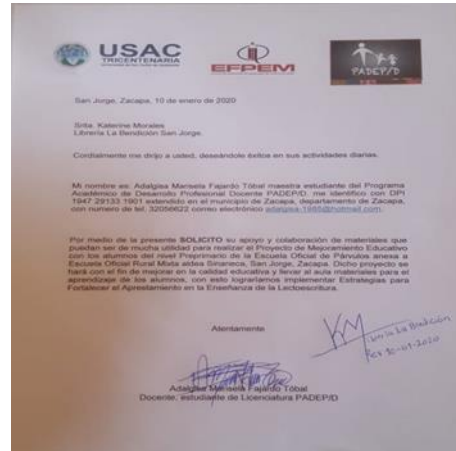 USAC
TRICENTENARIA
EFPEM
PADEP/D
San Jorge, Zacapa, 10 de enero de 2020
Srita. Katerine Morales
Librería La Bendición San Jorge.
Cordialmente me dirijo a usted, deseándole éxitos en sus actividades diarias.
Mi nombre es: Adalgisa Marisela Fajardo Tóbal maestra estudiante del Programa
Académico de Desarrollo Profesional Docente PADEP/D. me identifico con DPI
1947 29133 1901 extendido en el municipio de Zacapa, departamento de Zacapa,
con numero de tel. 32056622 correo electrónico adalgisa-1985@hotmail.com.
Por medio de la presente SOLICITO su apoyo y colaboración de materiales que
puedan ser de mucha utilidad para realizar el Proyecto de Mejoramiento Educativo
con los alumnos del nivel Preprimario de la Escuela Oficial de Párvulos anexa a
Escuela Oficial Rural Mixta aldea Sinaneca, San Jorge, Zacapa. Dicho proyecto se
hará con el fin de mejorar en la calidad educativa y llevar al aula materiales para el
aprendizaje de los alumnos, con esto lograríamos implementar Estrategias para
Fortalecer el Aprestamiento en la Enseñanza de la Lectoescritura.
Atentamente
KM
La Bendición
10-01-2020
Adalgisa Marisela Fajardo Tóbal
Docente, estudiante de Licenciatura PADEP/D